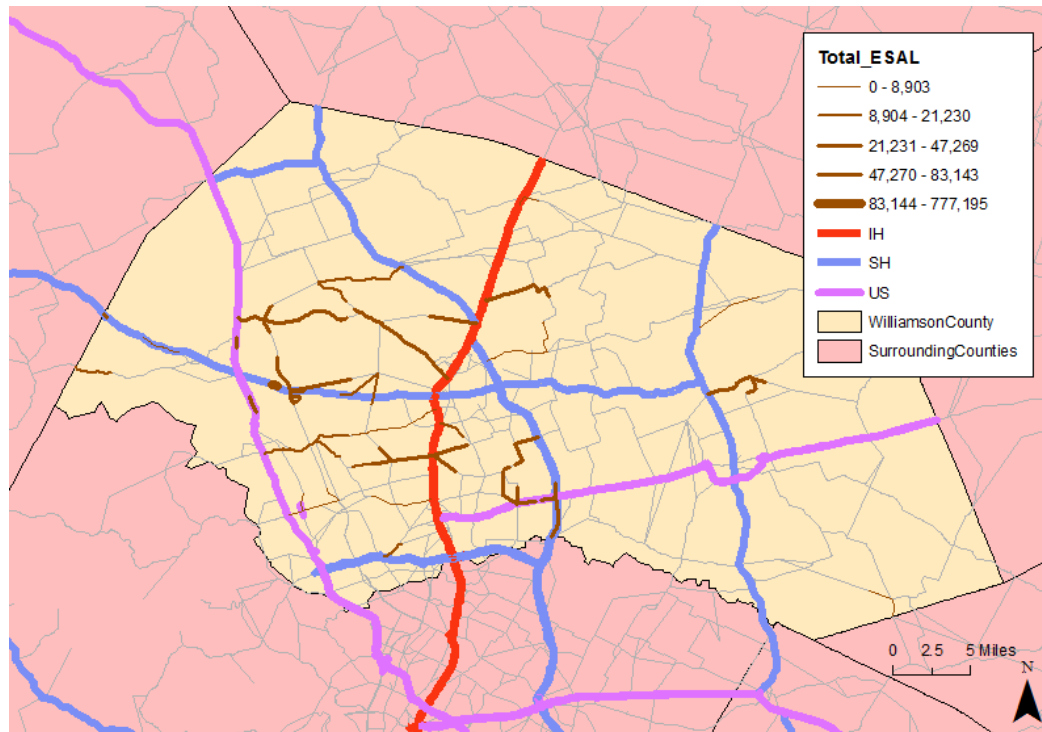 Total_ESAL
0 - 8,903
8,904 - 21,230
21,231 - 47,269
47,270 - 83,143
83,144 - 777,195
IH
SH
US
WilliamsonCounty
SurroundingCounties
0 2.5 5 Miles
N